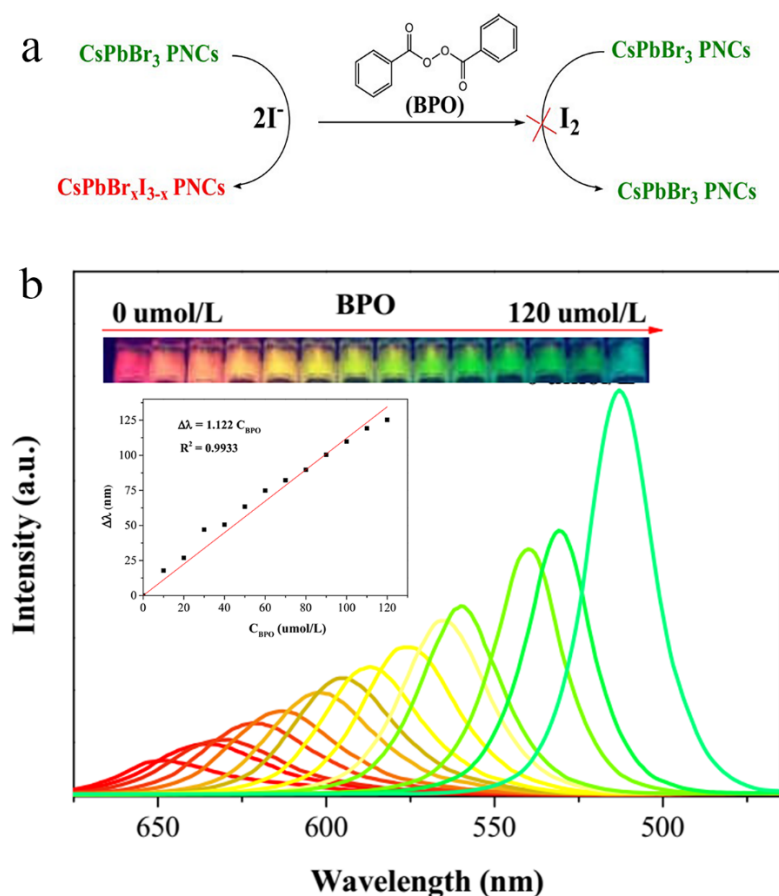 a
CsPbBr₃ PNCs
2I⁻
CsPbBrₓI₃₋ₓ PNCs
O
O
O
O
(BPO)
CsPbBr₃ PNCs
I₂
CsPbBr₃ PNCs
b
0 umol/L BPO 120 umol/L
Δλ = 1.122 C_BPO
R² = 0.9933
Δλ (nm)
125
100
75
50
25
0
0 20 40 60 80 100 120
C_BPO (umol/L)
Intensity (a.u.)
650 600 550 500
Wavelength (nm)